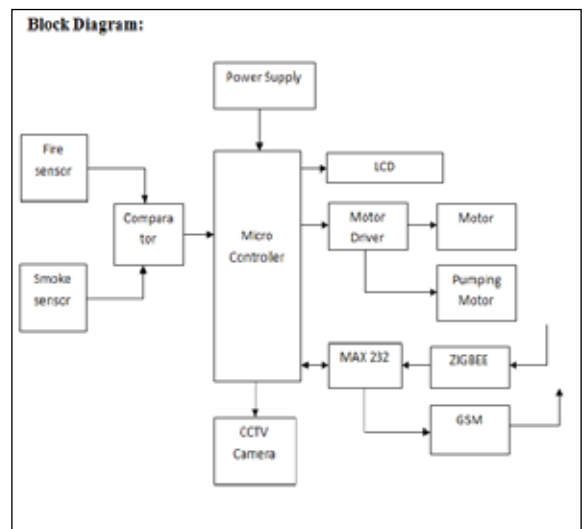 Block Diagram:
Power Supply
Fire
sensor
Compara
tor
Smoke
sensor
Micro
Controller
LCD
Motor
Driver
Motor
Pumping
Motor
MAX 232
ZIGBEE
GSM
CCTV
Camera